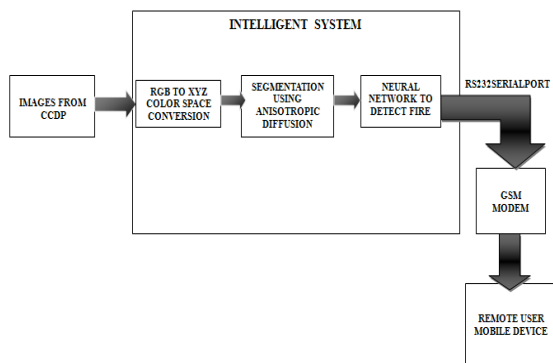 INTELLIGENT SYSTEM
IMAGES FROM
CCDP
RGB TO XYZ
COLOR SPACE
CONVERSION
SEGMENTATION
USING
ANISOTROPIC
DIFFUSION
NEURAL
NETWORK TO
DETECT FIRE
RS232SERIALPORT
GSM
MODEM
REMOTE USER
MOBILE DEVICE